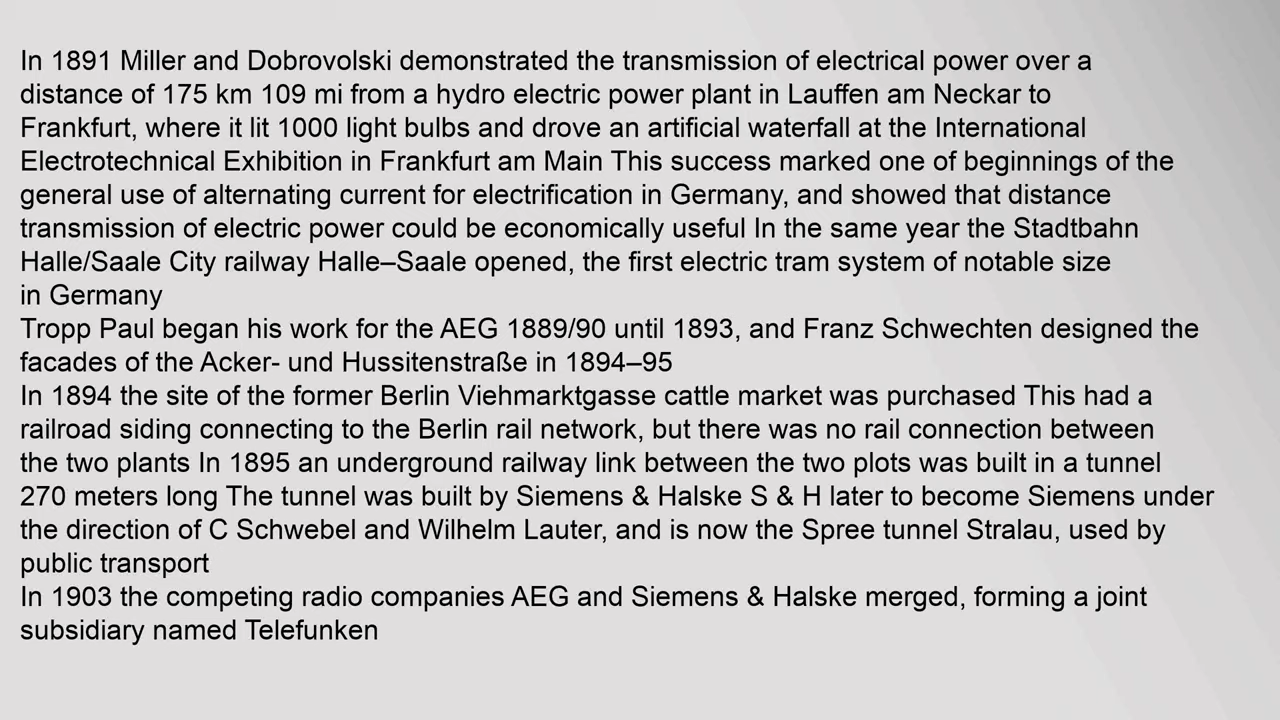 In 1891 Miller and Dobrovolski demonstrated the transmission of electrical power over a
distance of 175 km 109 mi from a hydro electric power plant in Lauffen am Neckar to
Frankfurt, where it lit 1000 light bulbs and drove an artificial waterfall at the International
Electrotechnical Exhibition in Frankfurt am Main This success marked one of beginnings of the
general use of alternating current for electrification in Germany, and showed that distance
transmission of electric power could be economically useful In the same year the Stadtbahn
Halle/Saale City railway Halle–Saale opened, the first electric tram system of notable size
in Germany
Tropp Paul began his work for the AEG 1889/90 until 1893, and Franz Schwechten designed the
facades of the Acker- und Hussitenstraße in 1894–95
In 1894 the site of the former Berlin Viehmarktgasse cattle market was purchased This had a
railroad siding connecting to the Berlin rail network, but there was no rail connection between
the two plants In 1895 an underground railway link between the two plots was built in a tunnel
270 meters long The tunnel was built by Siemens & Halske S & H later to become Siemens under
the direction of C Schwebel and Wilhelm Lauter, and is now the Spree tunnel Stralau, used by
public transport
In 1903 the competing radio companies AEG and Siemens & Halske merged, forming a joint
subsidiary named Telefunken